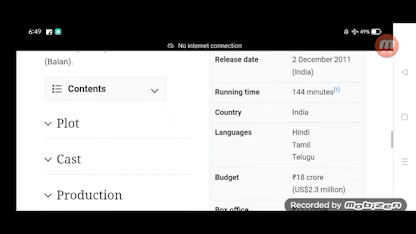 6:49
49%
No internet connection
(Balan).
Contents
Plot
Cast
Production
Release date 2 December 2011
(India)
Running time 144 minutes[1]
Country India
Languages Hindi
Tamil
Telugu
Budget ₹18 crore
(US$2.3 million)
Box office
Recorded by MOBIZEN